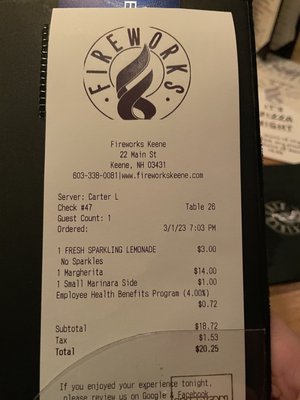 FIREWORKS
Fireworks Keene
22 Main St
Keene, NH 03431
603-338-0081|www.fireworkskeene.com
Server: Carter L
Check #47 Table 26
Guest Count: 1
Ordered: 3/1/23 7:03 PM
1 FRESH SPARKLING LEMONADE $3.00
No Sparkles
1 Margherita $14.00
1 Small Marinara Side $1.00
Employee Health Benefits Program (4.00%)
$0.72
Subtotal $18.72
Tax $1.53
Total $20.25
If you enjoyed your experience tonight,
please review us on Google & Facebook
IT'S
PIZZA
NIGHT